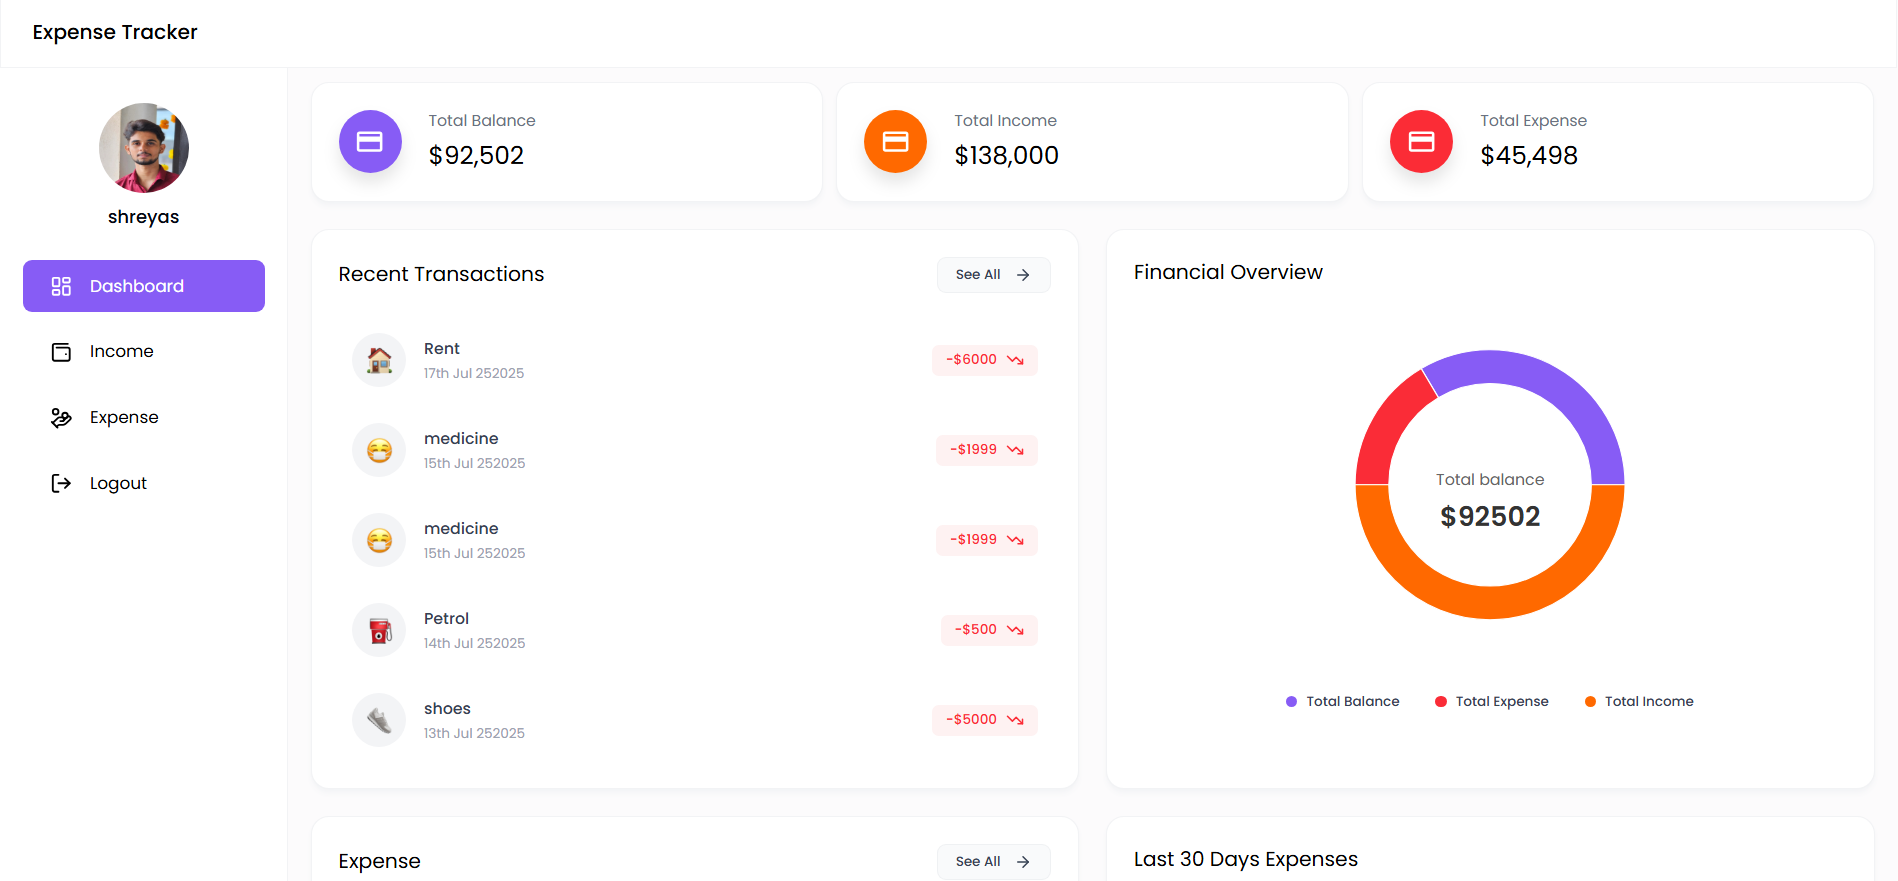 Expense Tracker
shreyas
Dashboard
Income
Expense
Logout
Total Balance
$92,502
Total Income
$138,000
Total Expense
$45,498
Recent Transactions
See All
Rent
17th Jul 252025
-$6000
medicine
15th Jul 252025
-$1999
medicine
15th Jul 252025
-$1999
Petrol
14th Jul 252025
-$500
shoes
13th Jul 252025
-$5000
Financial Overview
Total balance
$92502
Total Balance
Total Expense
Total Income
Expense
See All
Last 30 Days Expenses